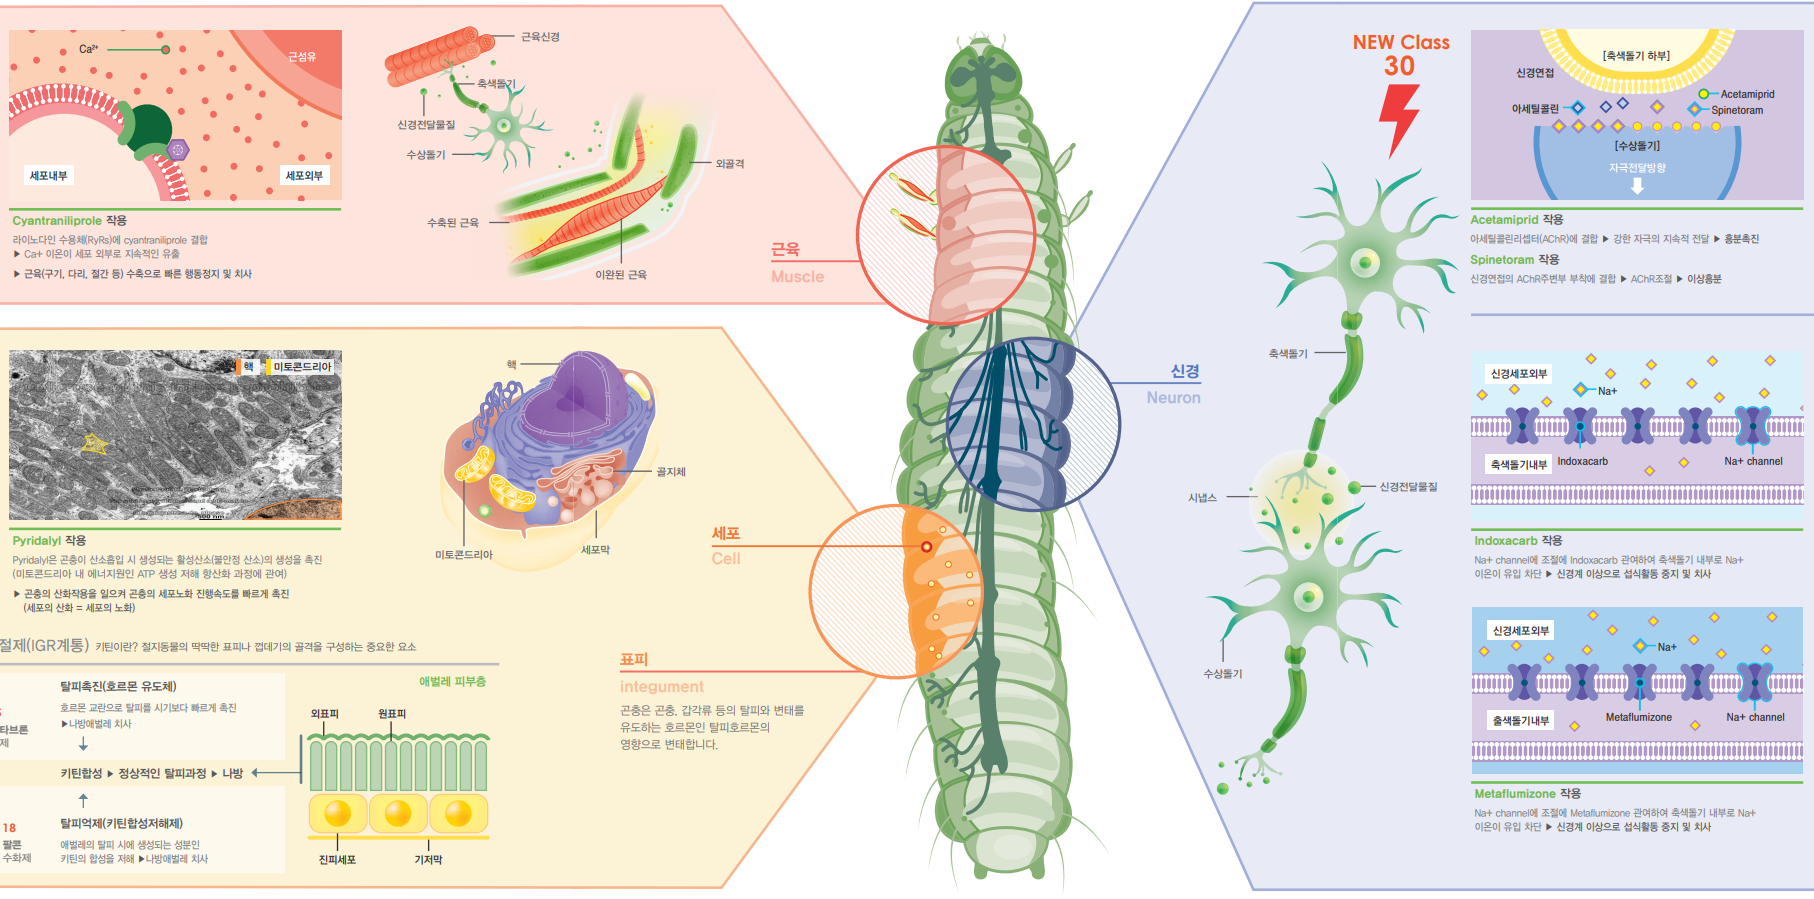 Ca²⁺
근섬유
세포내부
세포외부
Cyantraniliprole 작용
라이노다인 수용체(RyRs)에 cyantraniliprole 결합
▶ Ca+ 이온이 세포 외부로 지속적인 유출
▶ 근육(구기, 다리, 절간 등) 수축으로 빠른 행동정지 및 치사
근육신경
축색돌기
신경전달물질
수상돌기
외골격
수축된 근육
이완된 근육
근육
Muscle
핵
미토콘드리아
500 nm
Pyridalyl 작용
Pyridalyl은 곤충이 산소흡입 시 생성되는 활성산소(불안정 산소)의 생성을 촉진
(미토콘드리아 내 에너지원인 ATP 생성 저해 항산화 과정에 관여)
▶ 곤충의 산화작용을 일으켜 곤충의 세포노화 진행속도를 빠르게 촉진
(세포의 산화 = 세포의 노화)
핵
골지체
미토콘드리아
세포막
세포
Cell
절제(IGR계통) 키틴이란? 절지동물의 딱딱한 표피나 껍데기의 골격을 구성하는 중요한 요소
타브론
제
탈피촉진(호르몬 유도체)
호르몬 교란으로 탈피를 시기보다 빠르게 촉진
▶나방애벌레 치사
키틴합성 ▶ 정상적인 탈피과정 ▶ 나방
18
팔콘
수화제
탈피억제(키틴합성저해제)
애벌레의 탈피 시에 생성되는 성분인
키틴의 합성을 저해 ▶나방애벌레 치사
애벌레 피부층
외표피
원표피
진피세포
기저막
표피
integument
곤충은 곤충, 갑각류 등의 탈피와 변태를
유도하는 호르몬인 탈피호르몬의
영향으로 변태합니다.
신경
Neuron
NEW Class
30
축색돌기
시냅스
신경전달물질
수상돌기
[축색돌기 하부]
신경연접
아세틸콜린
Acetamiprid
Spinetoram
[수상돌기]
자극전달방향
Acetamiprid 작용
아세틸콜린리셉터(AChR)에 결합 ▶ 강한 자극의 지속적 전달 ▶ 흥분촉진
Spinetoram 작용
신경연접의 AChR주변부 부착에 결합 ▶ AChR조절 ▶ 이상흥분
신경세포외부
Na+
축색돌기내부
Indoxacarb
Na+ channel
Indoxacarb 작용
Na+ channel에 조절에 Indoxacarb 관여하여 축색돌기 내부로 Na+
이온이 유입 차단 ▶ 신경계 이상으로 섭식활동 중지 및 치사
신경세포외부
Na+
출색돌기내부
Metaflumizone
Na+ channel
Metaflumizone 작용
Na+ channel에 조절에 Metaflumizone 관여하여 축색돌기 내부로 Na+
이온이 유입 차단 ▶ 신경계 이상으로 섭식활동 중지 및 치사